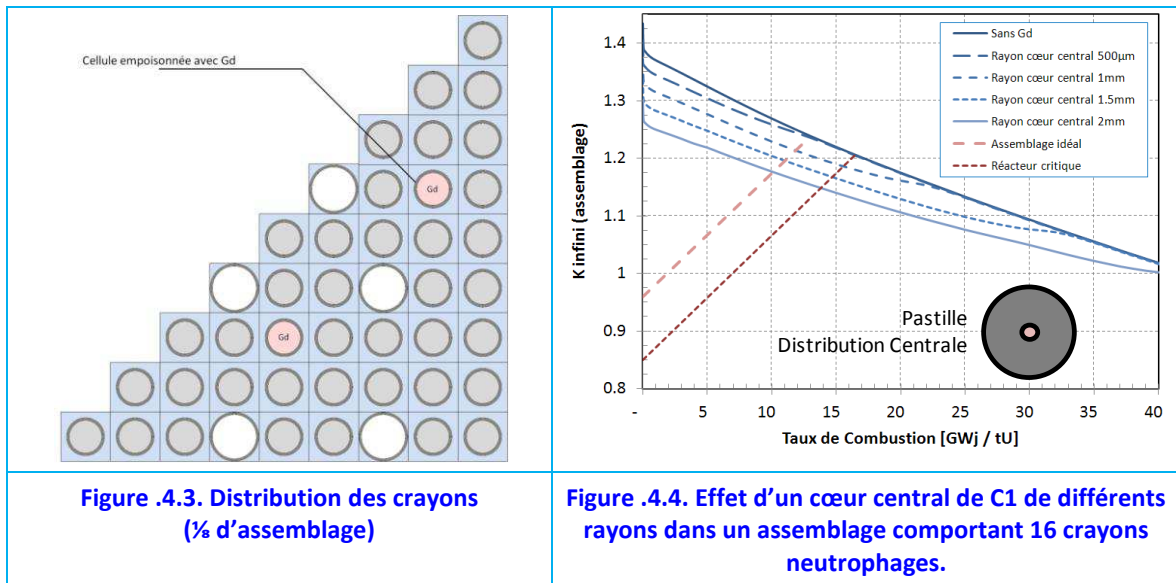 Cellule empoisonnée avec Gd
Gd
Gd
K infini (assemblage)
1.4
1.3
1.2
1.1
1
0.9
0.8
Sans Gd
Rayon cœur central 500µm
Rayon cœur central 1mm
Rayon cœur central 1.5mm
Rayon cœur central 2mm
Assemblage idéal
Réacteur critique
Pastille
Distribution Centrale
- 5 10 15 20 25 30 35 40
Taux de Combustion [GWj / tU]
Figure .4.3. Distribution des crayons
(⅛ d’assemblage)
Figure .4.4. Effet d’un cœur central de C1 de différents
rayons dans un assemblage comportant 16 crayons
neutrophages.